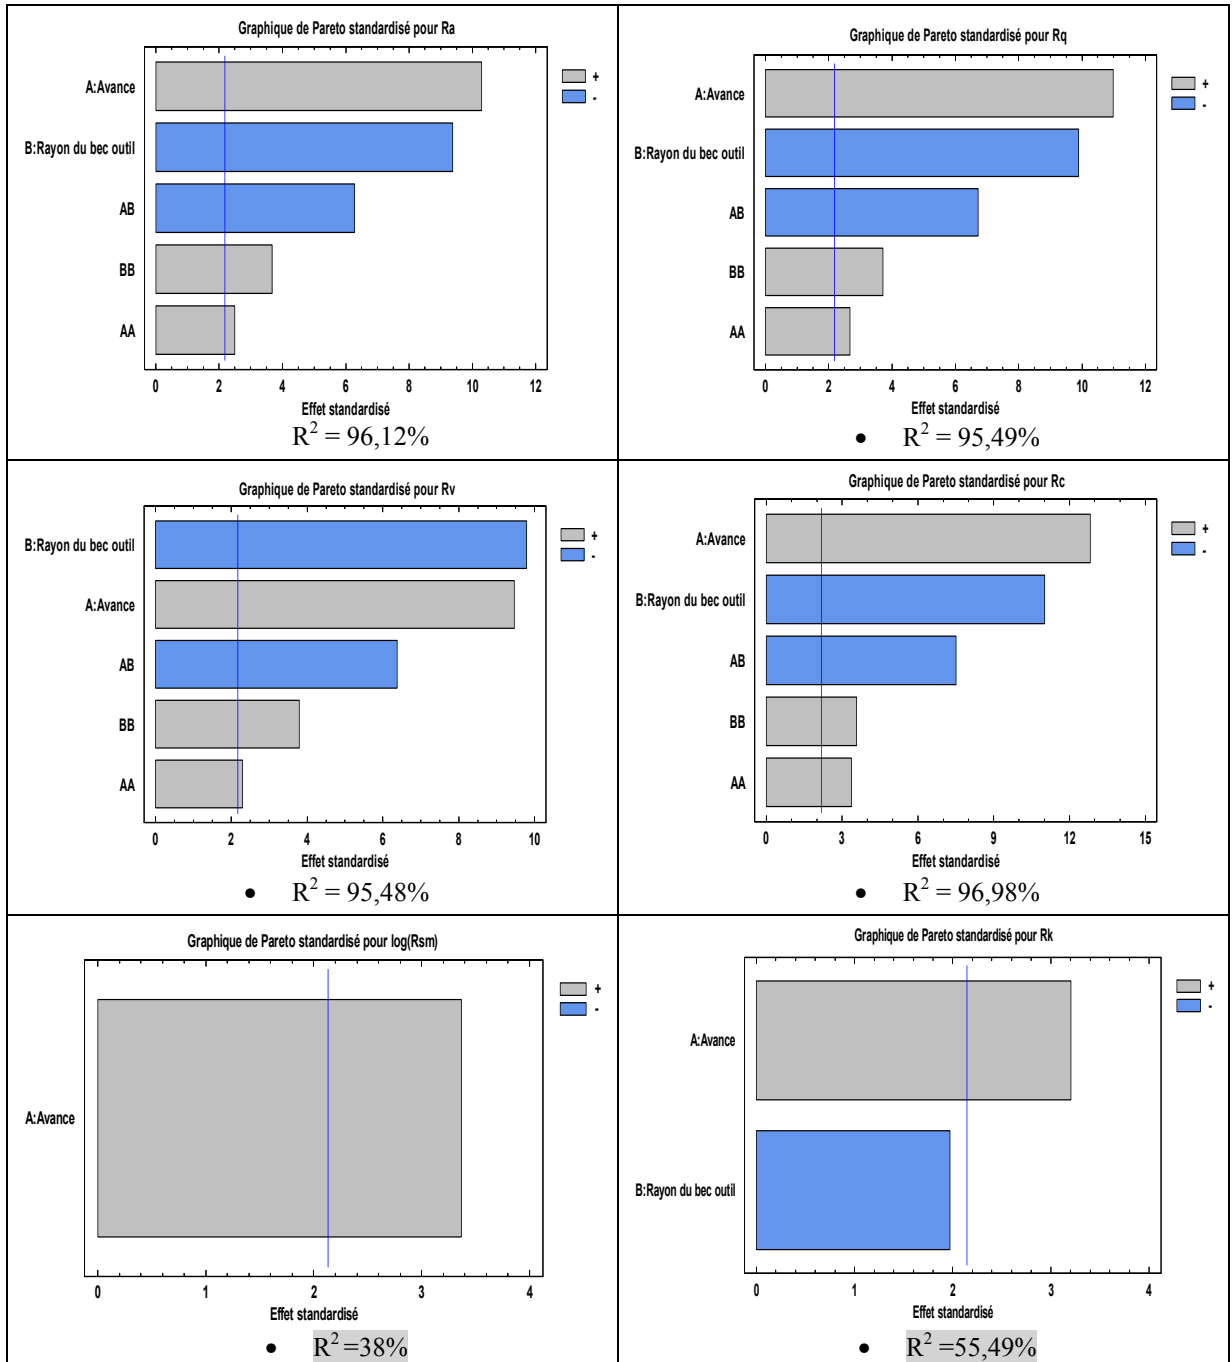 Graphique de Pareto standardisé pour Ra
+
-
A:Avance
B:Rayon du bec outil
AB
BB
AA
0 2 4 6 8 10 12
Effet standardisé
R² = 96,12%
Graphique de Pareto standardisé pour Rq
+
-
A:Avance
B:Rayon du bec outil
AB
BB
AA
0 2 4 6 8 10 12
Effet standardisé
• R² = 95,49%
Graphique de Pareto standardisé pour Rv
+
-
B:Rayon du bec outil
A:Avance
AB
BB
AA
0 2 4 6 8 10
Effet standardisé
• R² = 95,48%
Graphique de Pareto standardisé pour Rc
+
-
A:Avance
B:Rayon du bec outil
AB
BB
AA
0 3 6 9 12 15
Effet standardisé
• R² = 96,98%
Graphique de Pareto standardisé pour log(Rsm)
+
-
A:Avance
0 1 2 3 4
Effet standardisé
• R² =38%
Graphique de Pareto standardisé pour Rk
+
-
A:Avance
B:Rayon du bec outil
0 1 2 3 4
Effet standardisé
• R² =55,49%